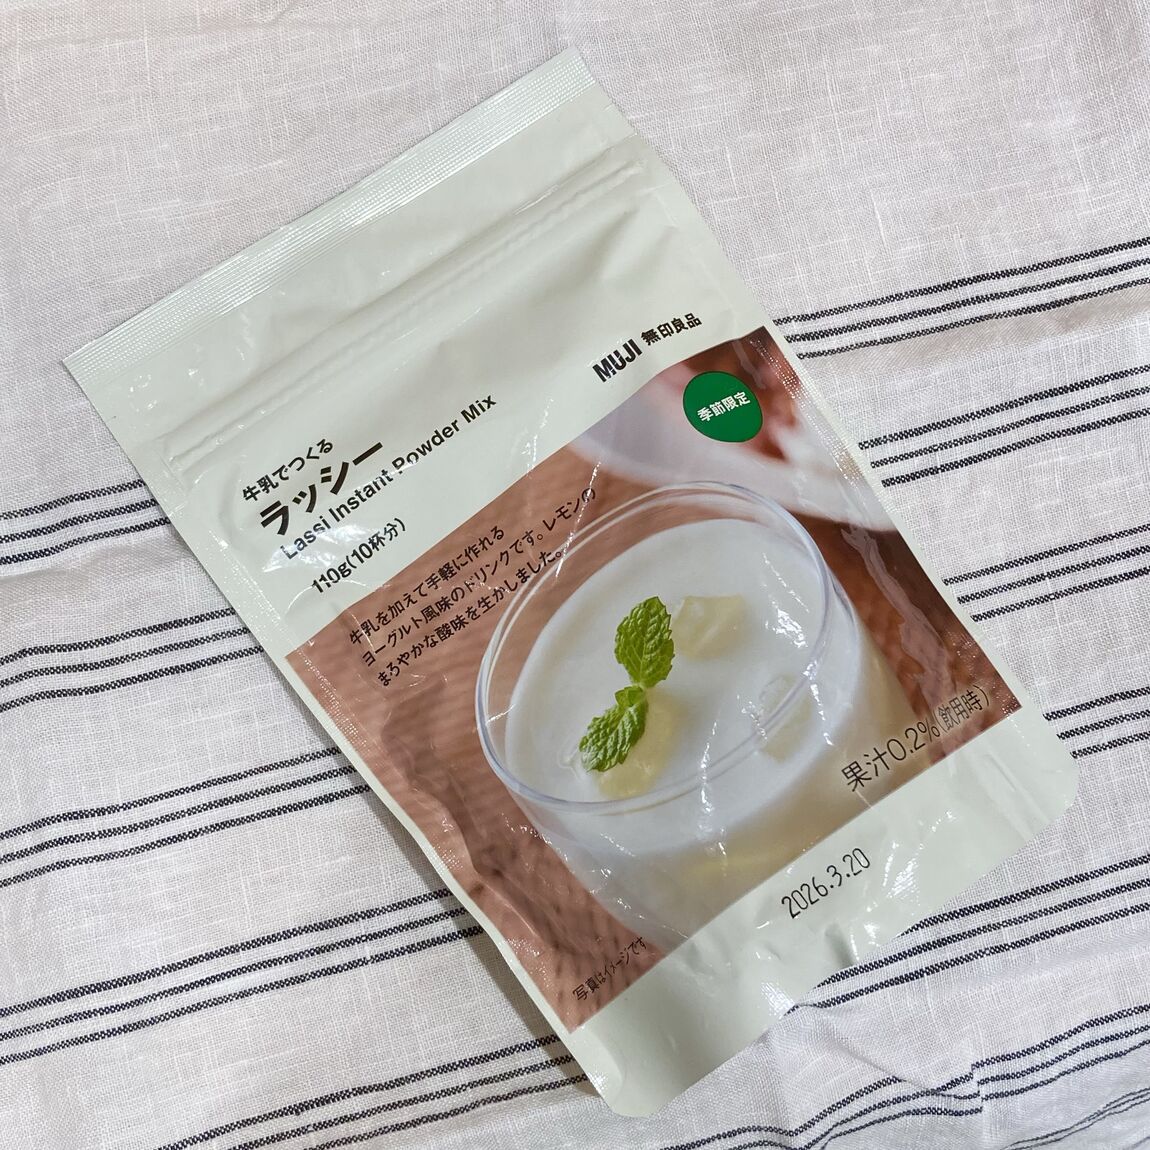 MUJI 無印良品
牛乳でつくる
ラッシー
Lassi Instant Powder Mix
110g(10杯分)
季節限定
牛乳を加えて手軽に作れる
ヨーグルト風味のドリンクです。レモンの
まろやかな酸味を生かしました。
果汁0.2%(飲用時)
2026.3.20
写真はイメージです